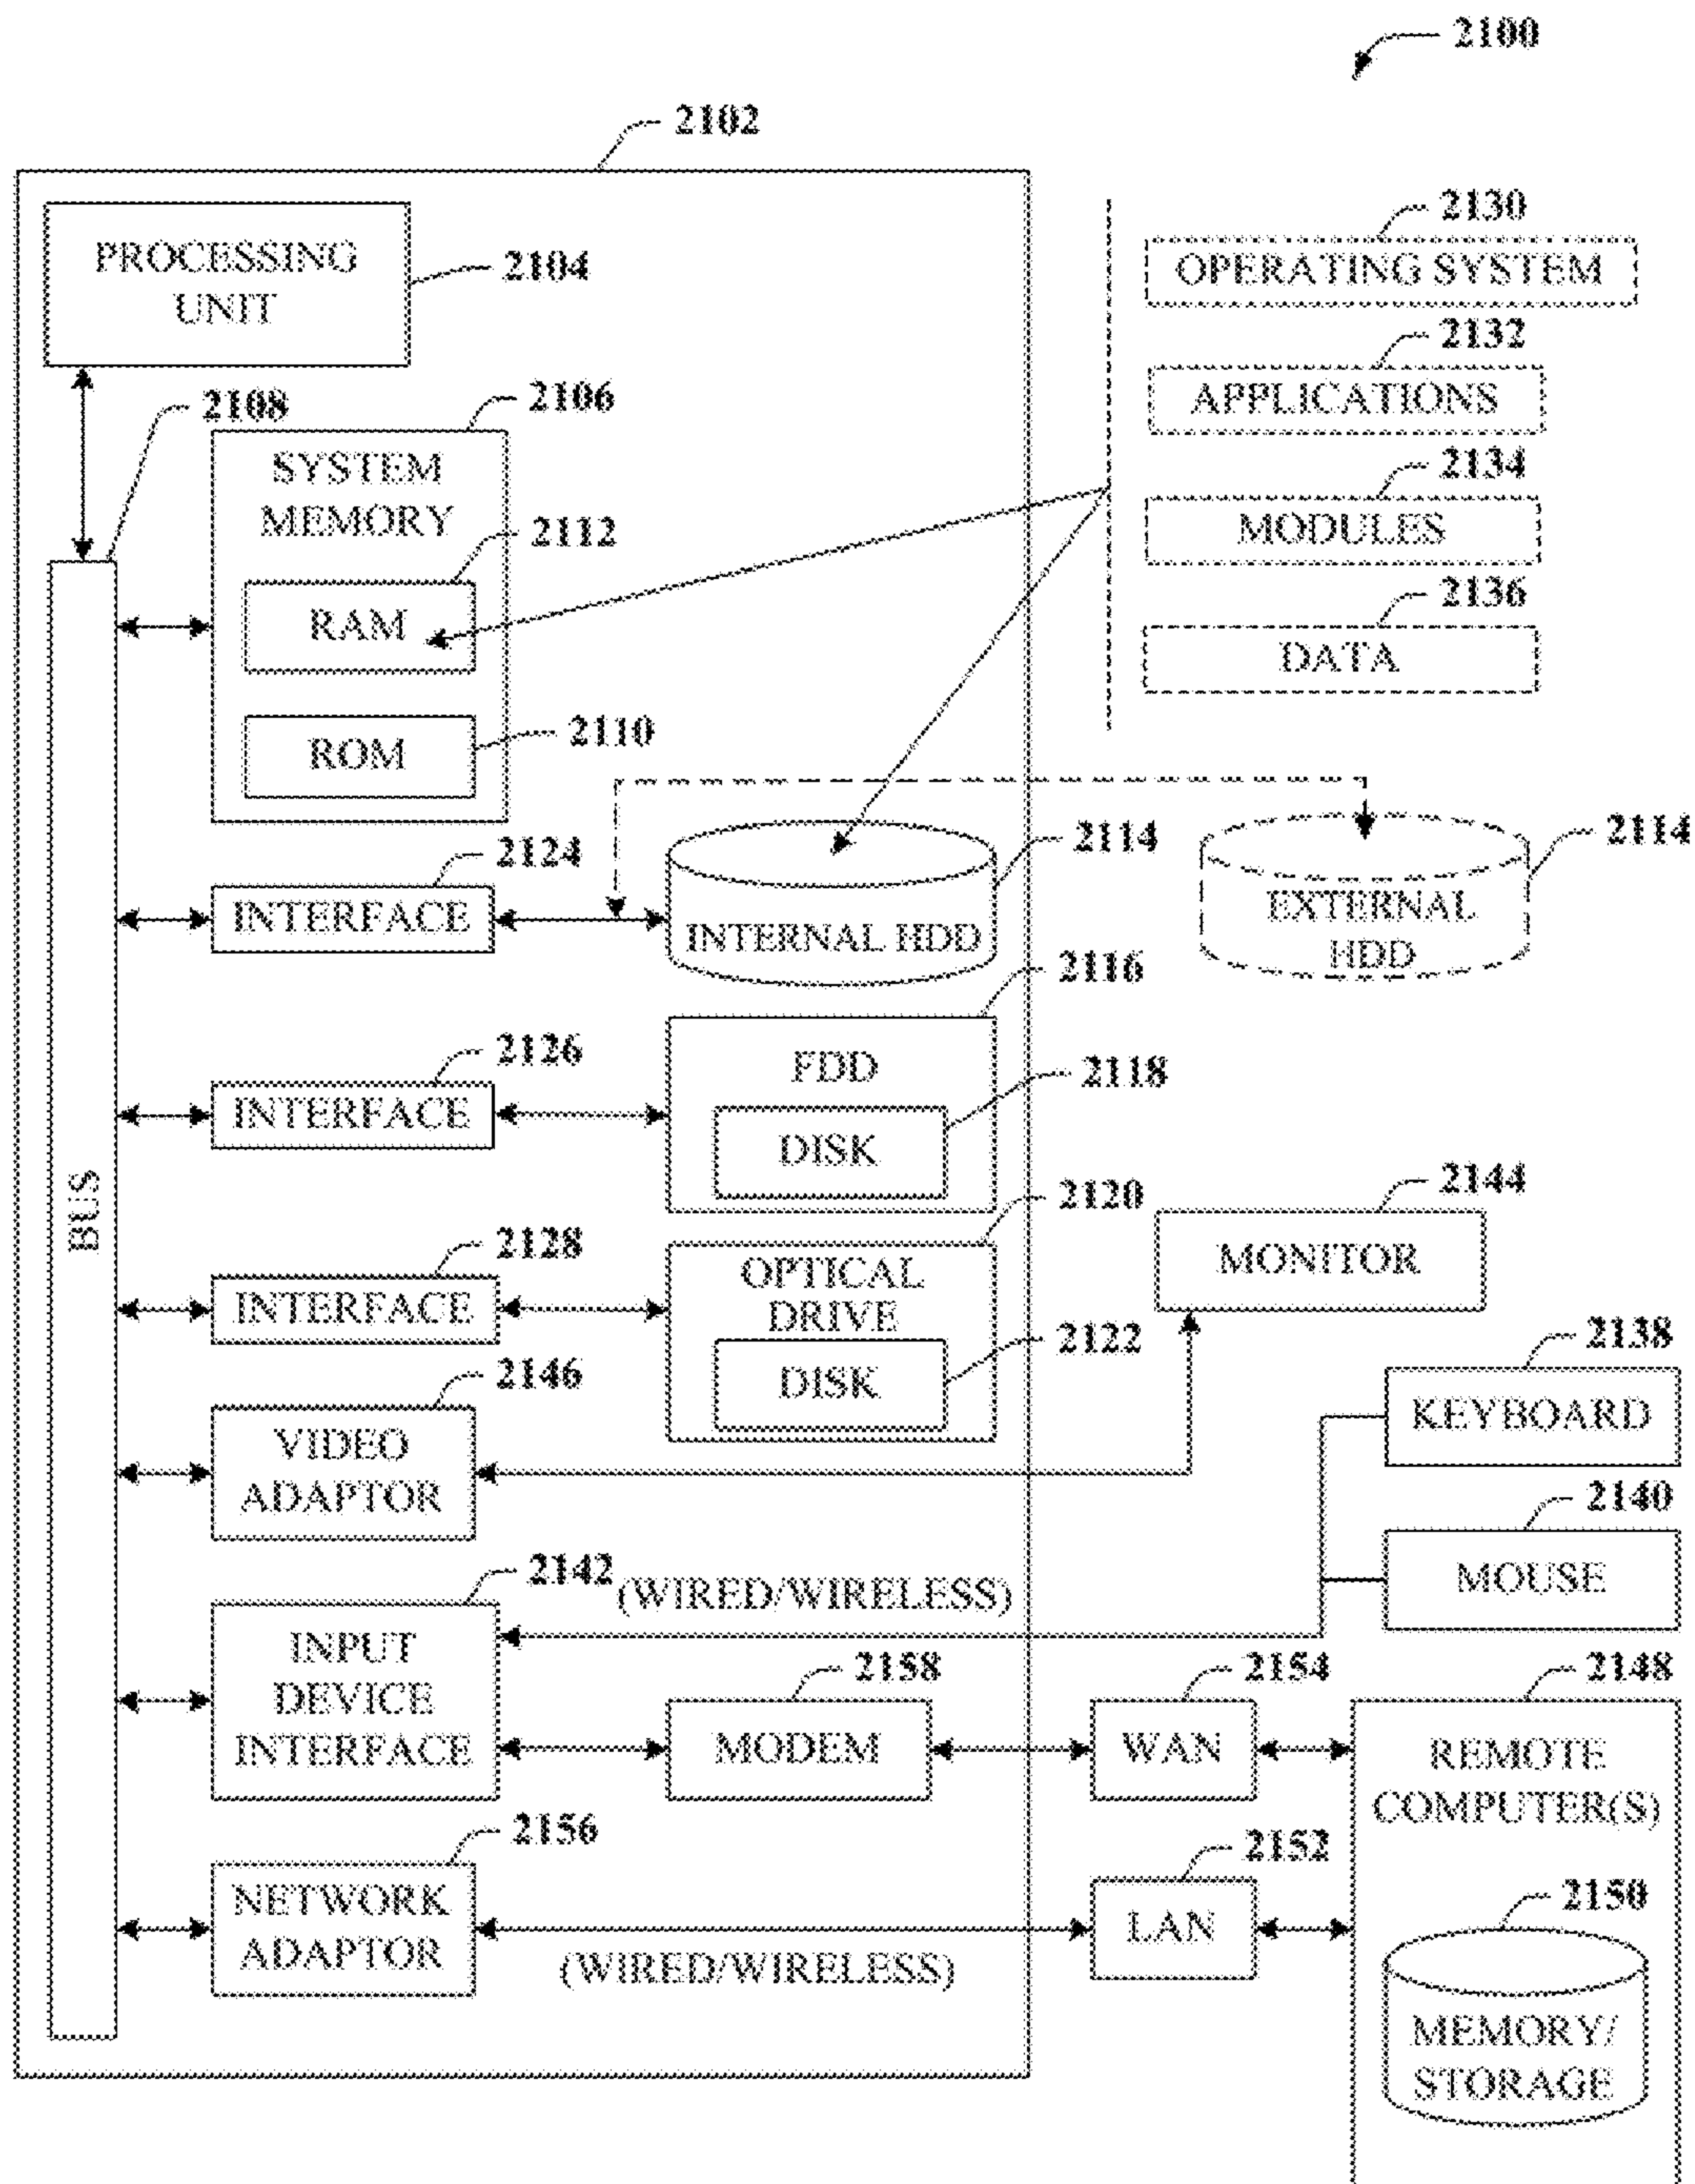 2100
2102
PROCESSING
UNIT
2104
2130
OPERATING SYSTEM
2132
APPLICATIONS
2134
MODULES
2136
DATA
2108
2106
SYSTEM
MEMORY
2112
RAM
2110
ROM
2124
INTERFACE
2114
INTERNAL HDD
2114
EXTERNAL
HDD
2116
2126
INTERFACE
FDD
2118
DISK
BUS
2120
2128
INTERFACE
OPTICAL
DRIVE
2122
DISK
2144
MONITOR
2138
KEYBOARD
2146
VIDEO
ADAPTOR
2140
MOUSE
2142
(WIRED/WIRELESS)
INPUT
DEVICE
INTERFACE
2158
MODEM
2154
WAN
2148
REMOTE
COMPUTER(S)
2156
NETWORK
ADAPTOR
(WIRED/WIRELESS)
2152
LAN
2150
MEMORY/
STORAGE